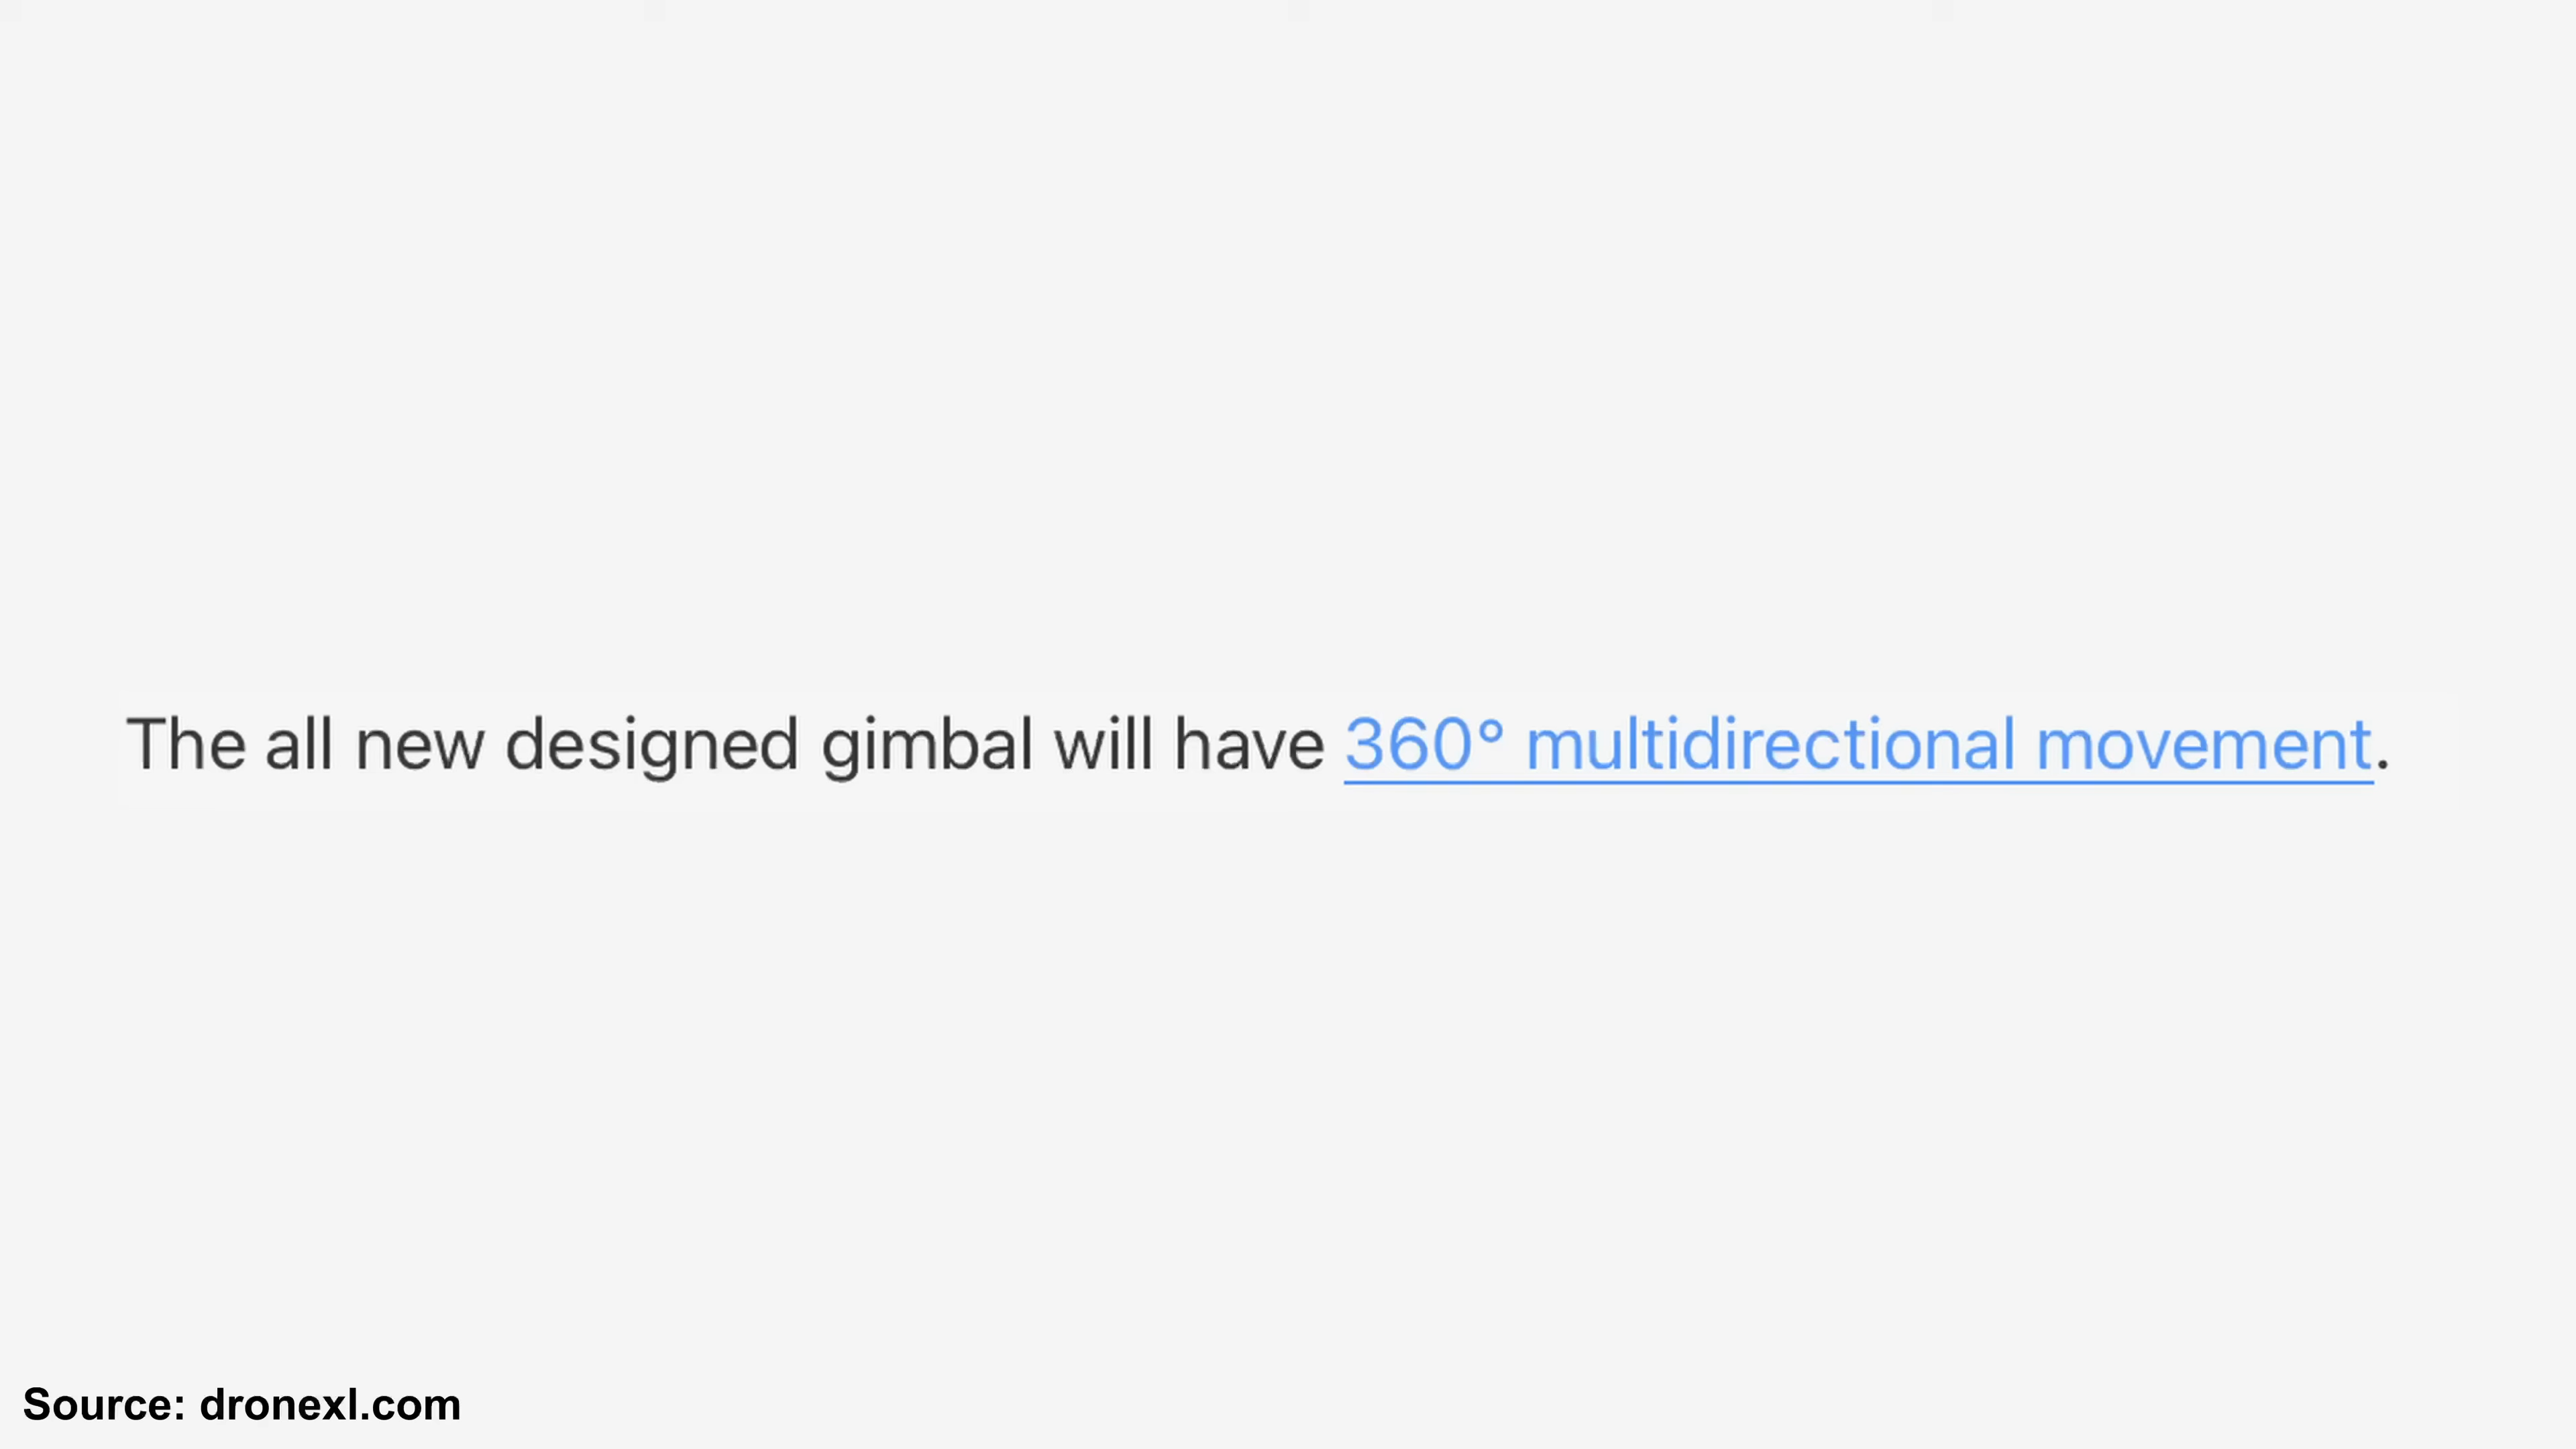 The all new designed gimbal will have 360° multidirectional movement.
Source: dronexl.com